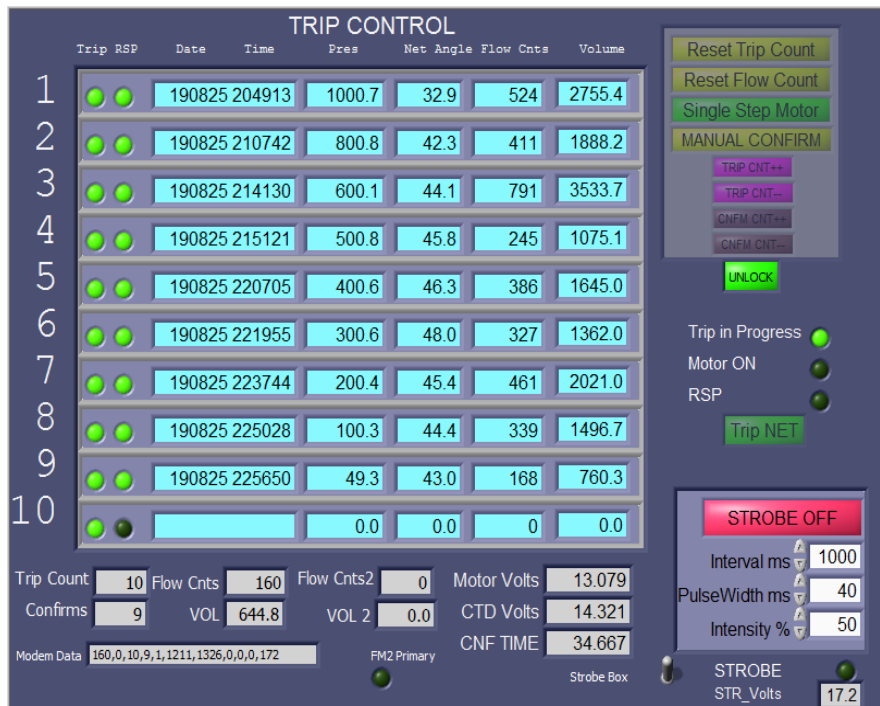 TRIP CONTROL
Trip RSP Date Time Pres Net Angle Flow Cnts Volume
1 190825 204913 1000.7 32.9 524 2755.4
2 190825 210742 800.8 42.3 411 1888.2
3 190825 214130 600.1 44.1 791 3533.7
4 190825 215121 500.8 45.8 245 1075.1
5 190825 220705 400.6 46.3 386 1645.0
6 190825 221955 300.6 48.0 327 1362.0
7 190825 223744 200.4 45.4 461 2021.0
8 190825 225028 100.3 44.4 339 1496.7
9 190825 225650 49.3 43.0 168 760.3
10 0.0 0.0 0 0.0
Trip Count 10 Flow Cnts 160 Flow Cnts2 0 Motor Volts 13.079
Confirms 9 VOL 644.8 VOL 2 0.0 CTD Volts 14.321
CNF TIME 34.667
Modem Data 160,0,10,9,1,1211,1326,0,0,0,172 FM2 Primary
Strobe Box
Reset Trip Count
Reset Flow Count
Single Step Motor
MANUAL CONFIRM
TRIP CNT++
TRIP CNT--
CNFM CNT++
CNFM CNT--
UNLOCK
Trip in Progress
Motor ON
RSP
Trip NET
STROBE OFF
Interval ms 1000
PulseWidth ms 40
Intensity % 50
STROBE
STR_Volts 17.2